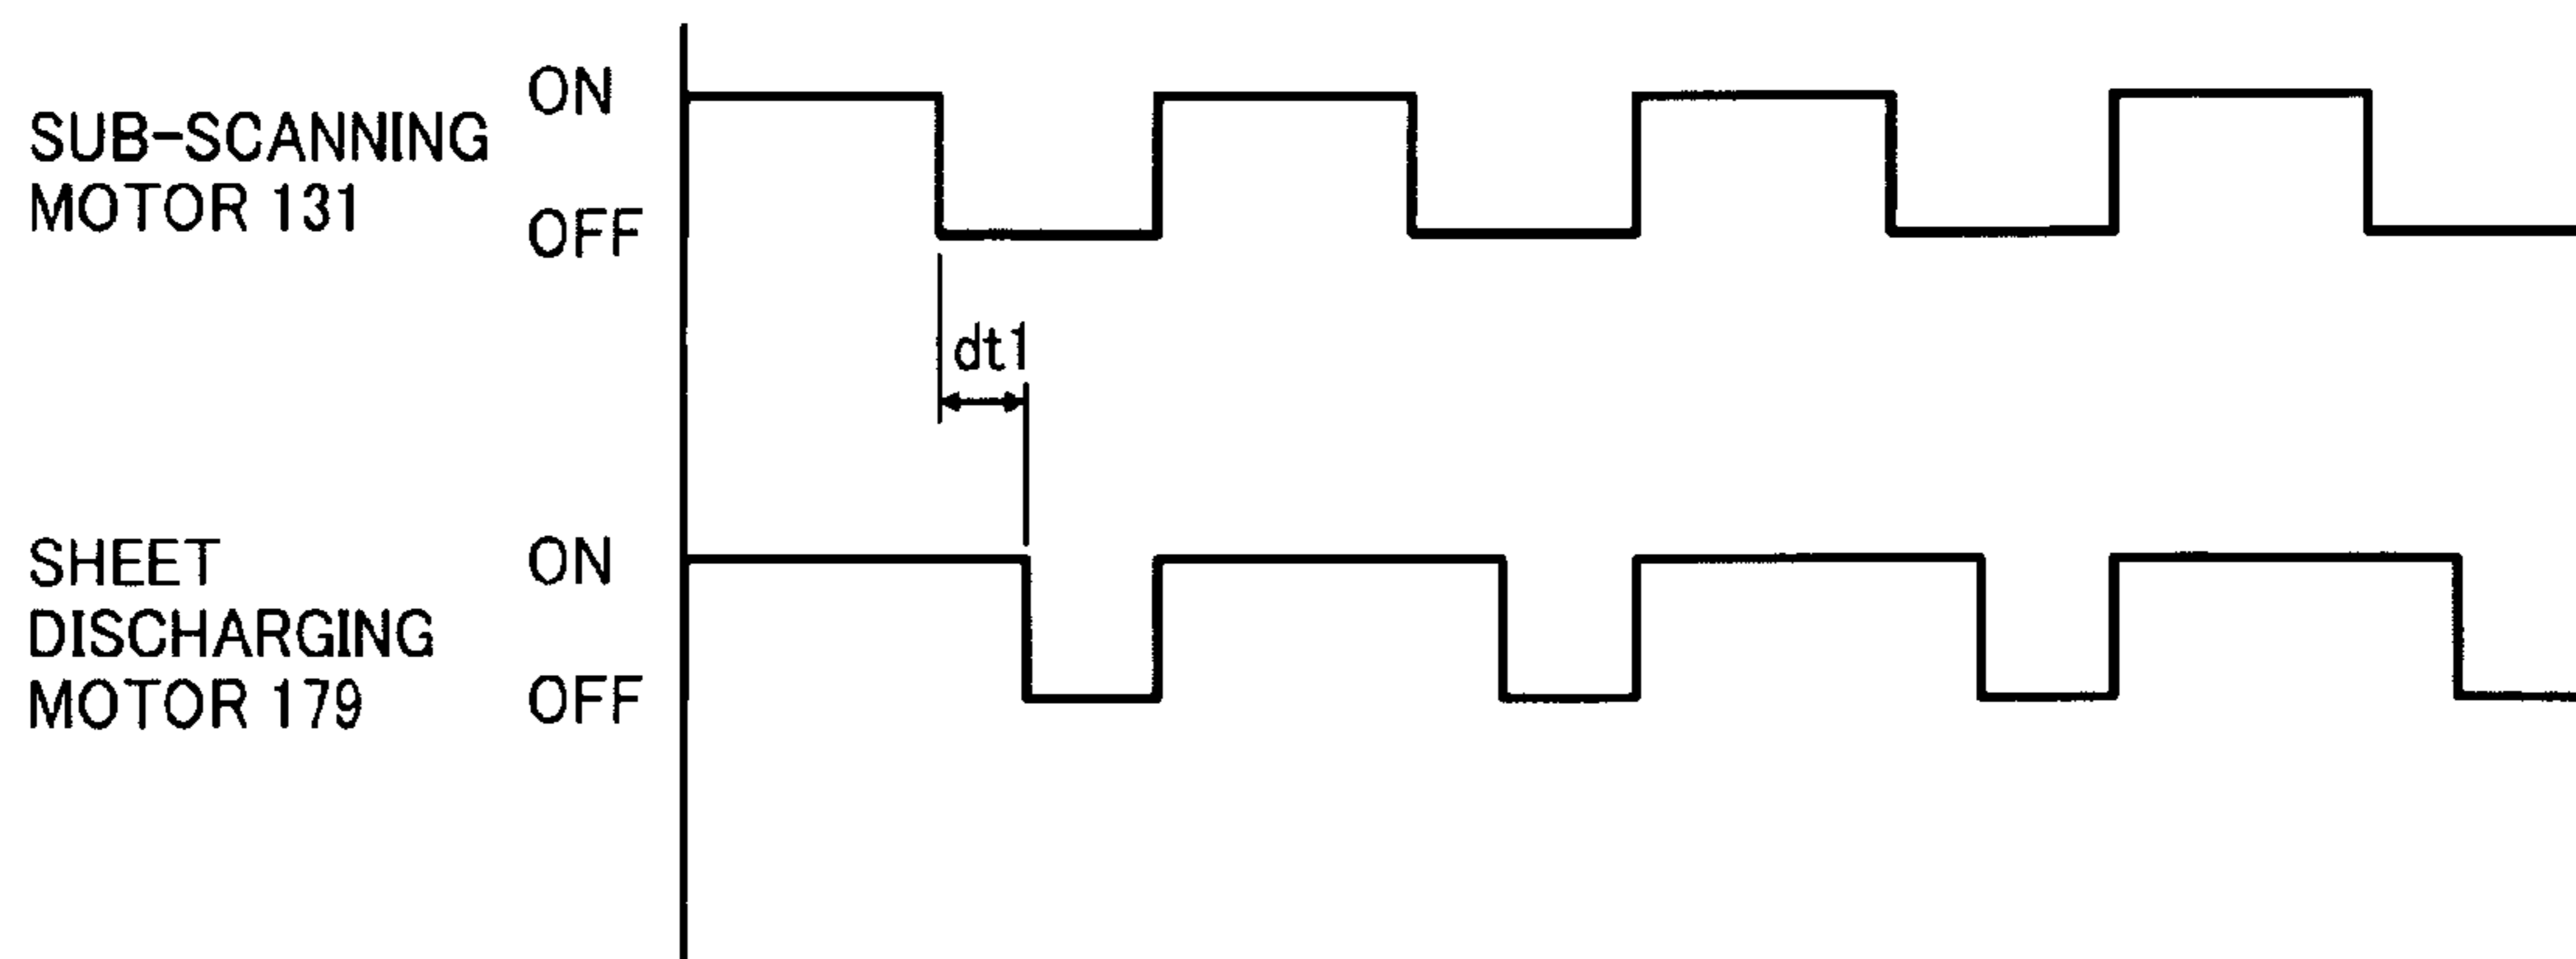 SUB-SCANNING
MOTOR 131
ON
OFF
dt1
SHEET
DISCHARGING
MOTOR 179
ON
OFF